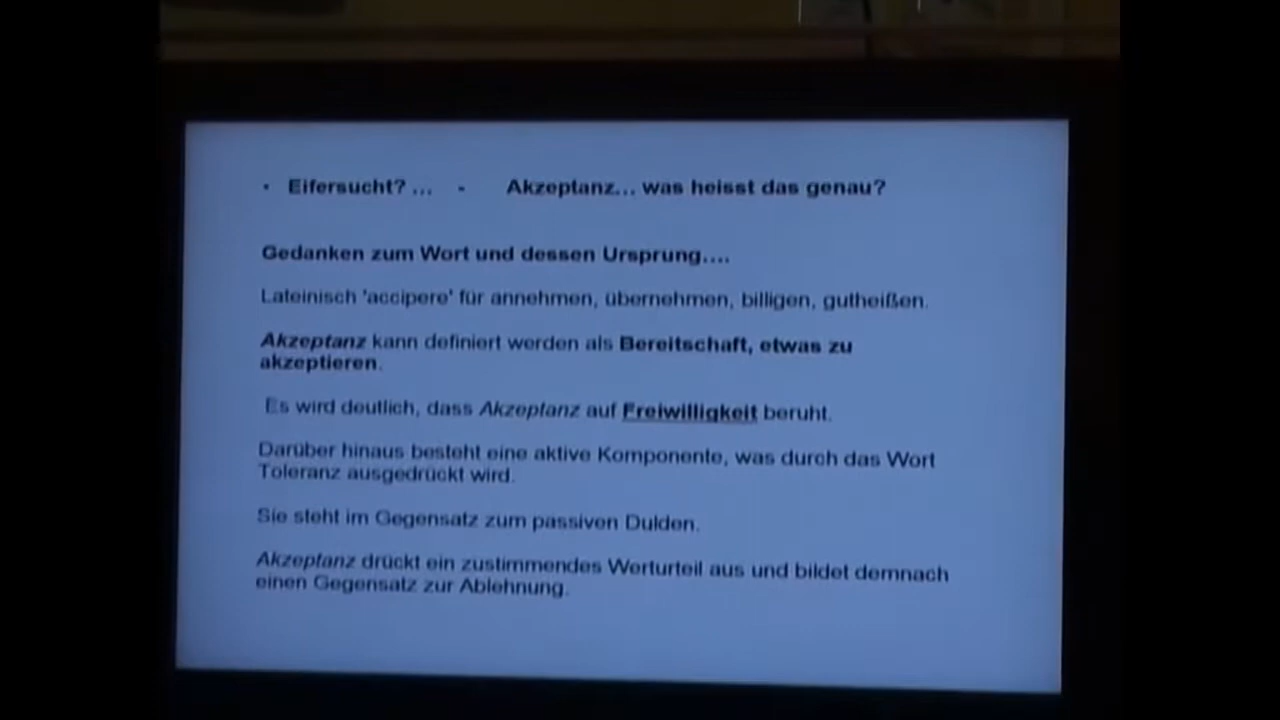 • Eifersucht? ... - Akzeptanz... was heisst das genau?
Gedanken zum Wort und dessen Ursprung....
Lateinisch 'accipere' für annehmen, übernehmen, billigen, gutheißen.
Akzeptanz kann definiert werden als Bereitschaft, etwas zu
akzeptieren.
Es wird deutlich, dass Akzeptanz auf Freiwilligkeit beruht.
Darüber hinaus besteht eine aktive Komponente, was durch das Wort
Toleranz ausgedrückt wird.
Sie steht im Gegensatz zum passiven Dulden.
Akzeptanz drückt ein zustimmendes Werturteil aus und bildet demnach
einen Gegensatz zur Ablehnung.